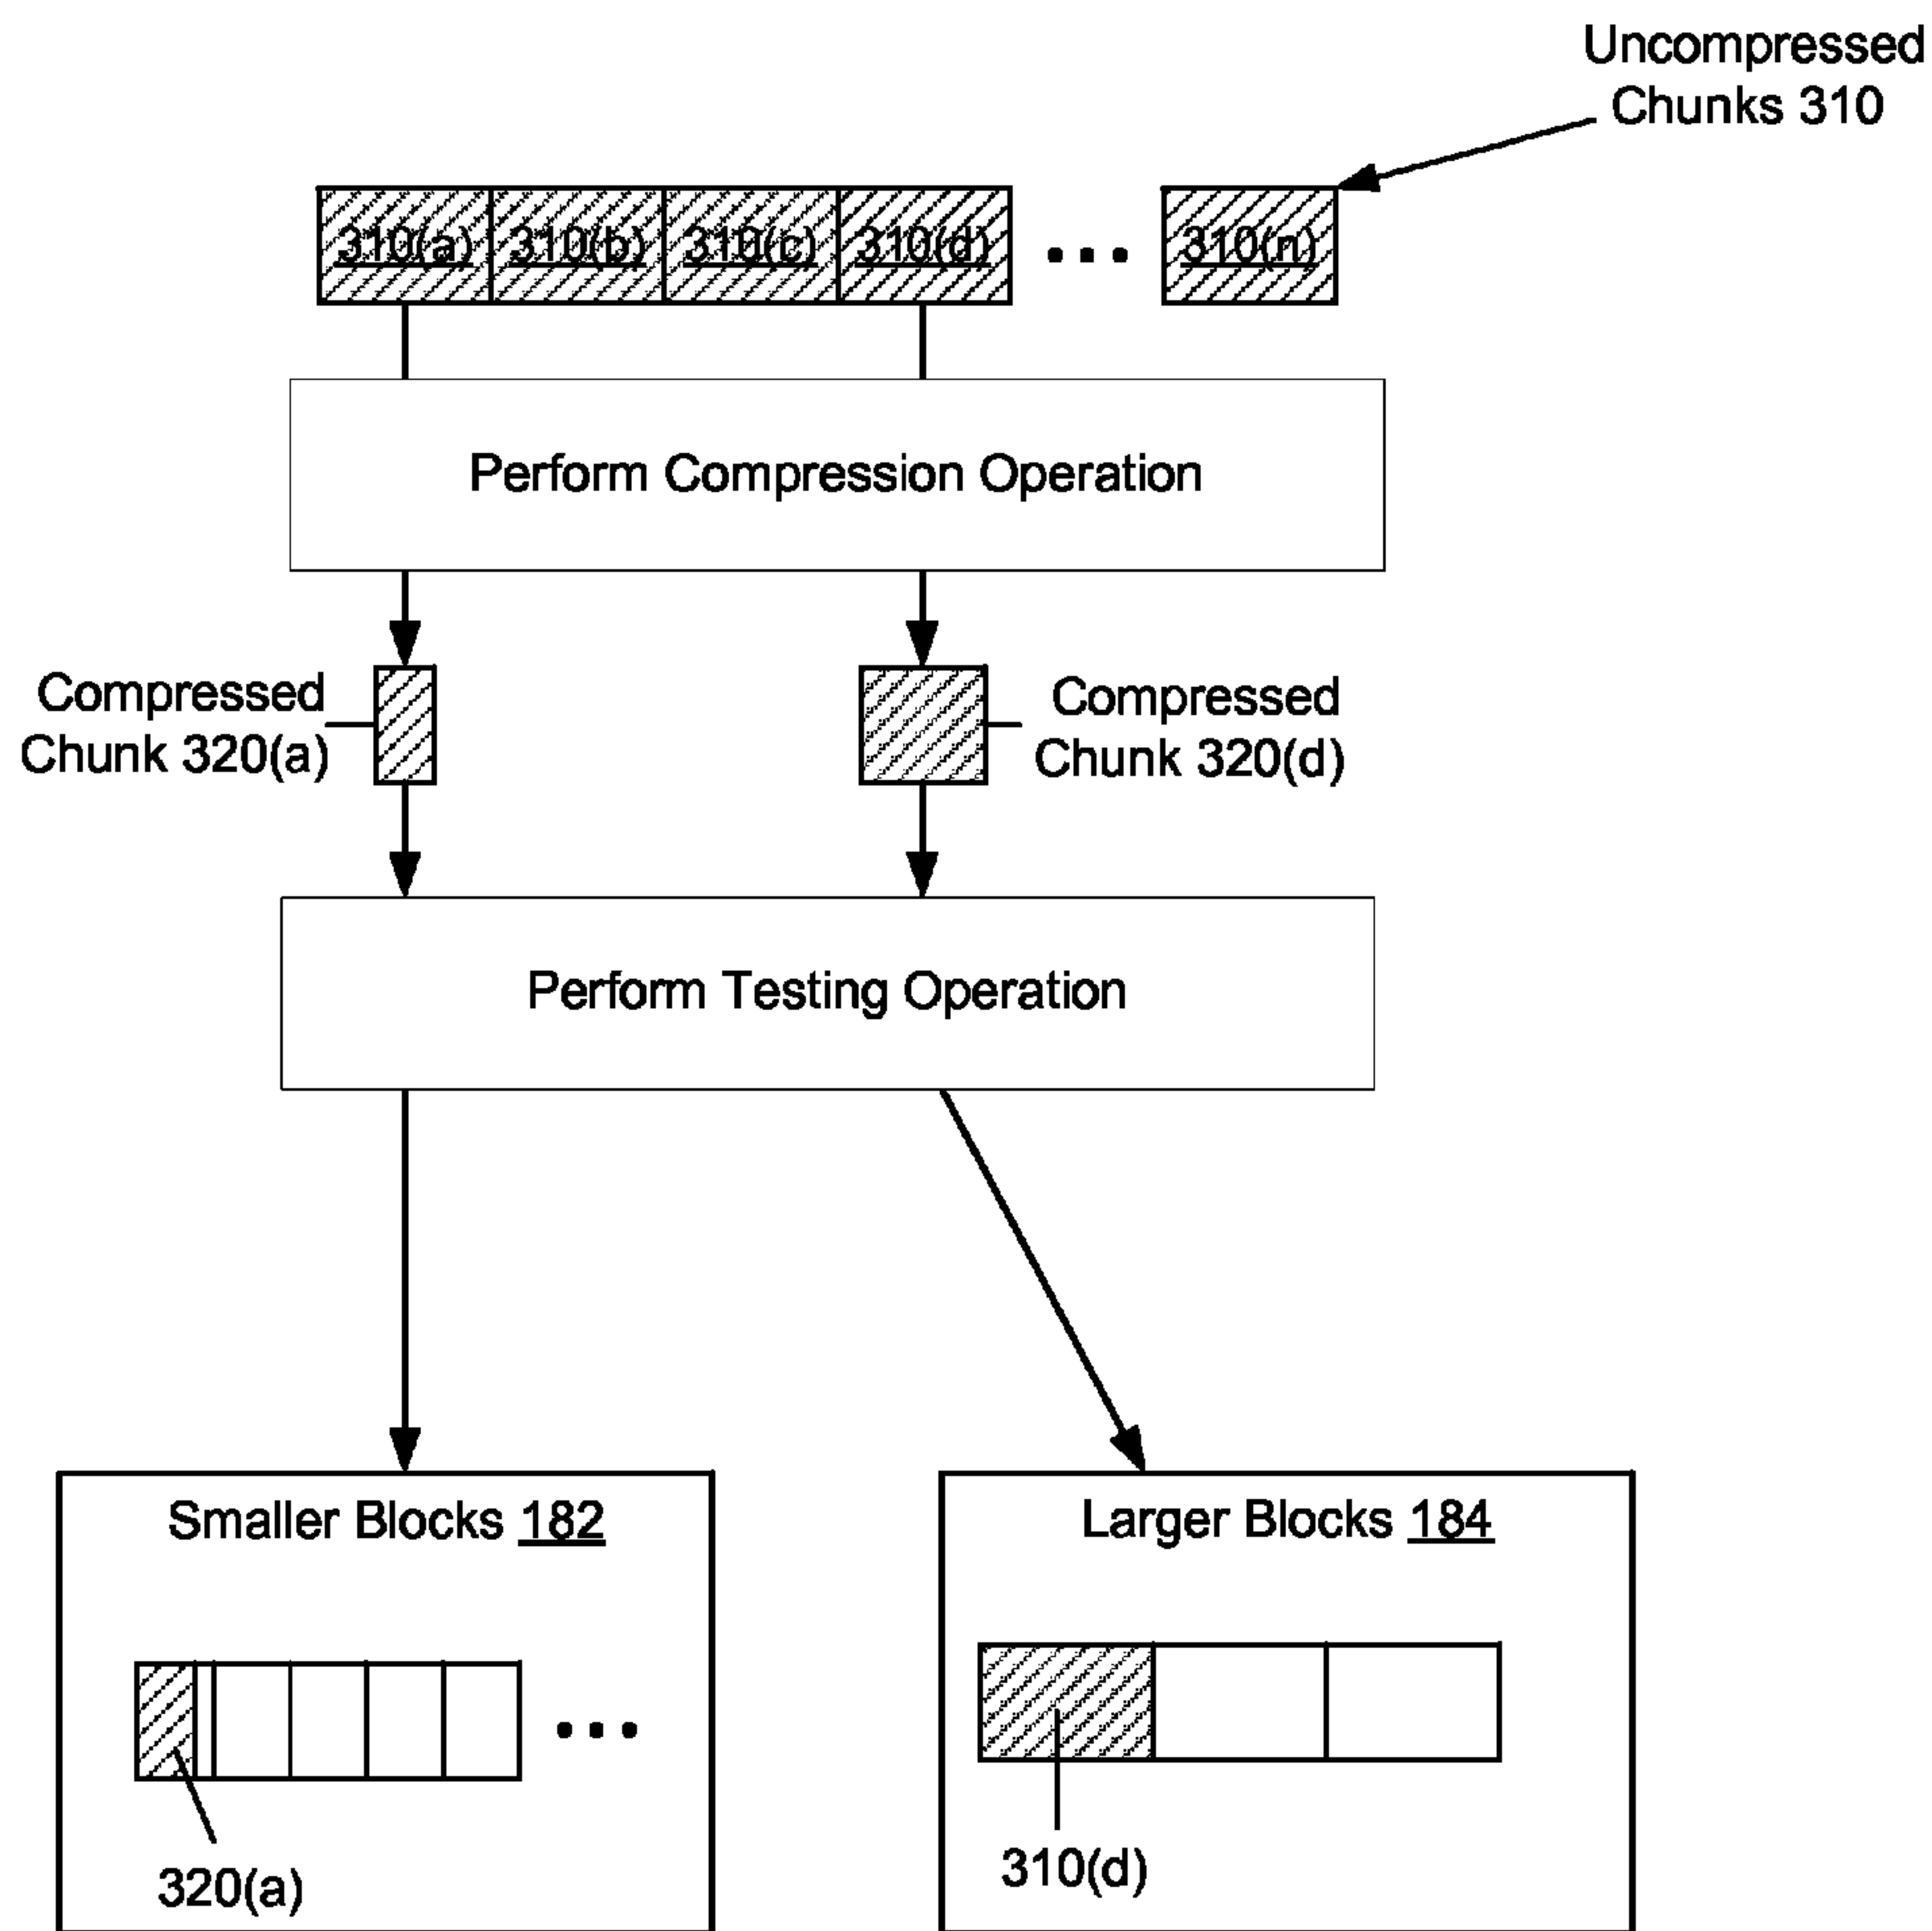 Uncompressed
Chunks 310
310(a) 310(b) 310(c) 310(d) ... 310(n)
Perform Compression Operation
Compressed
Chunk 320(a)
Compressed
Chunk 320(d)
Perform Testing Operation
Smaller Blocks 182
...
320(a)
Larger Blocks 184
310(d)